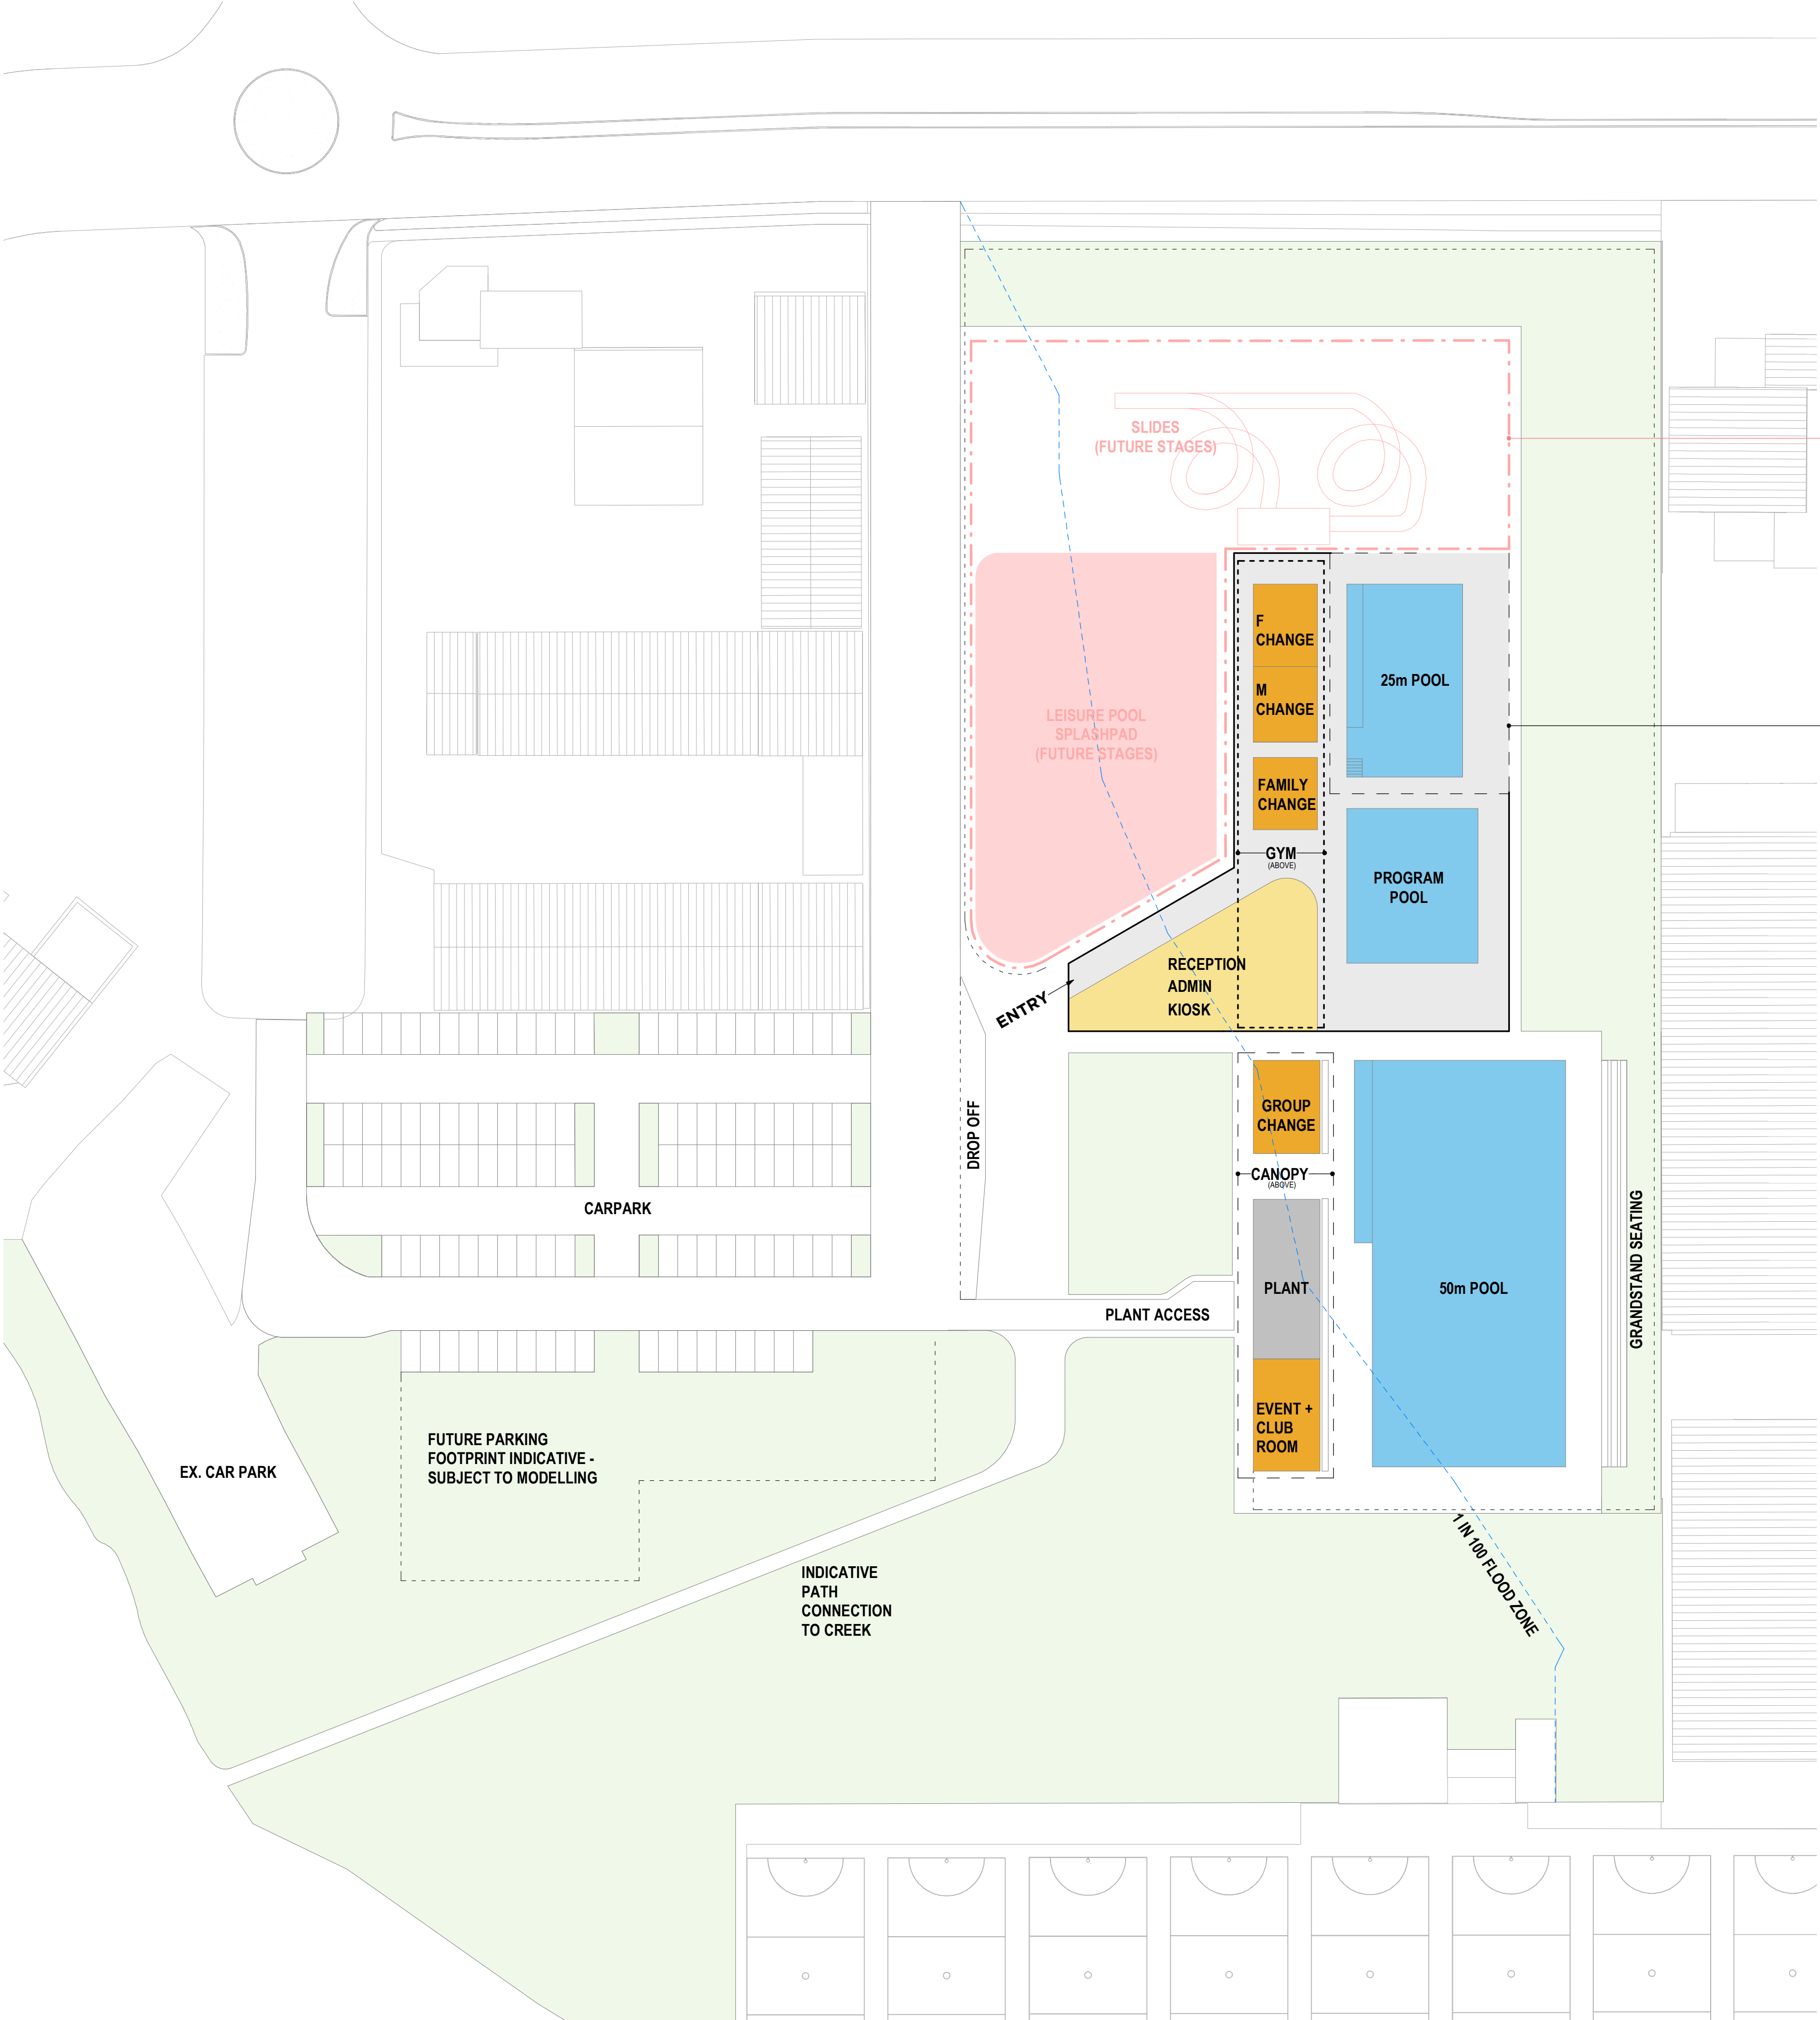 SLIDES
(FUTURE STAGES)
F
CHANGE
M
CHANGE
25m POOL
LEISURE POOL
SPLASHPAD
(FUTURE STAGES)
FAMILY
CHANGE
GYM
(ABOVE)
PROGRAM
POOL
RECEPTION
ADMIN
KIOSK
ENTRY
DROP OFF
GROUP
CHANGE
CANOPY
(ABOVE)
CARPARK
GRANDSTAND SEATING
PLANT
50m POOL
PLANT ACCESS
EVENT +
CLUB
ROOM
FUTURE PARKING
FOOTPRINT INDICATIVE -
SUBJECT TO MODELLING
EX. CAR PARK
1 IN 100 FLOOD ZONE
INDICATIVE
PATH
CONNECTION
TO CREEK